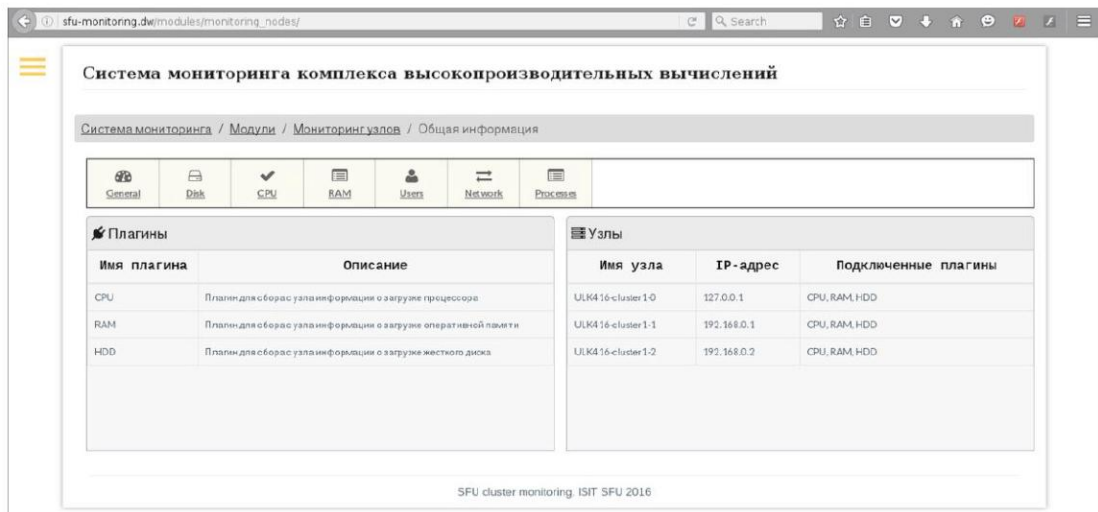 sfu-monitoring.dw/modules/monitoring_nodes/ Search
Система мониторинга комплекса высокопроизводительных вычислений
Система мониторинга / Модули / Мониторинг узлов / Общая информация
General Disk CPU RAM Users Network Processes
Плагины
Имя плагина Описание
CPU Плагин для сбора с узла информации о загрузке процессора
RAM Плагин для сбора с узла информации о загрузке оперативной памяти
HDD Плагин для сбора с узла информации о загрузке жесткого диска
Узлы
Имя узла IP-адрес Подключенные плагины
ULK416-cluster1-0 127.0.0.1 CPU, RAM, HDD
ULK416-cluster1-1 192.168.0.1 CPU, RAM, HDD
ULK416-cluster1-2 192.168.0.2 CPU, RAM, HDD
SFU cluster monitoring. ISIT SFU 2016